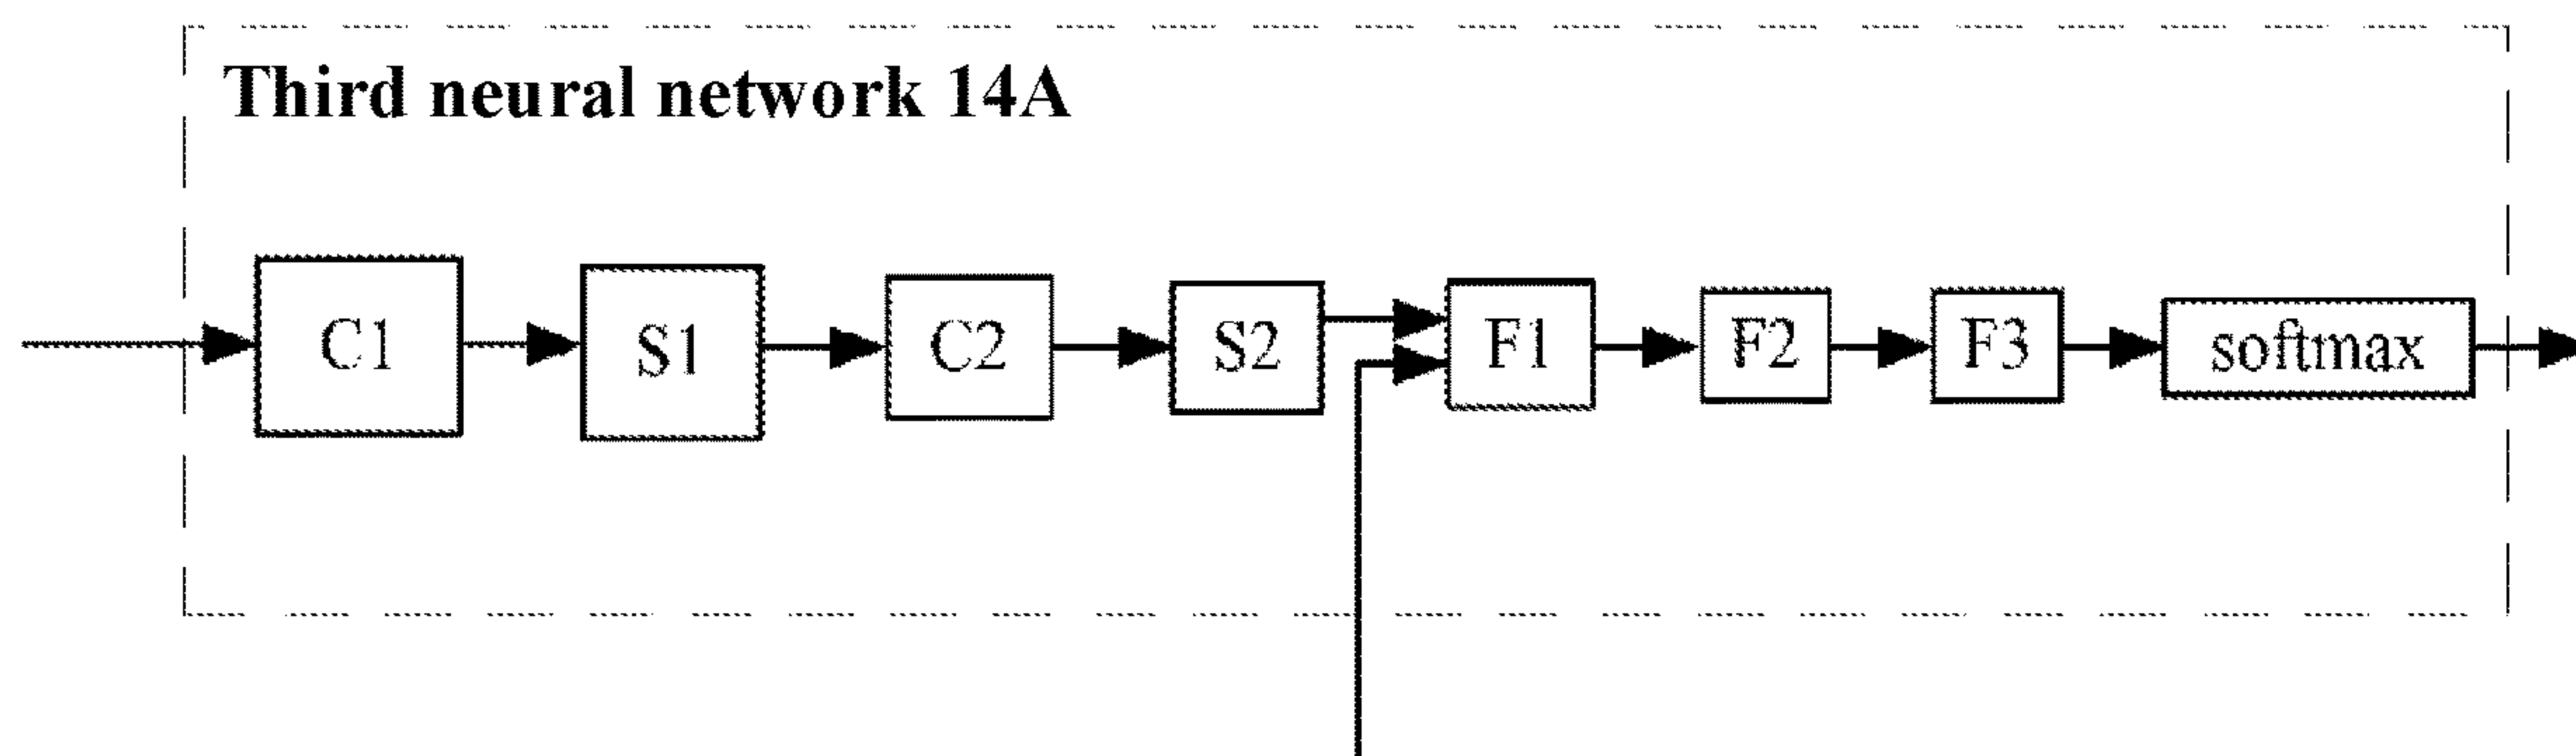 Third neural network 14A
C1
S1
C2
S2
F1
F2
F3
softmax